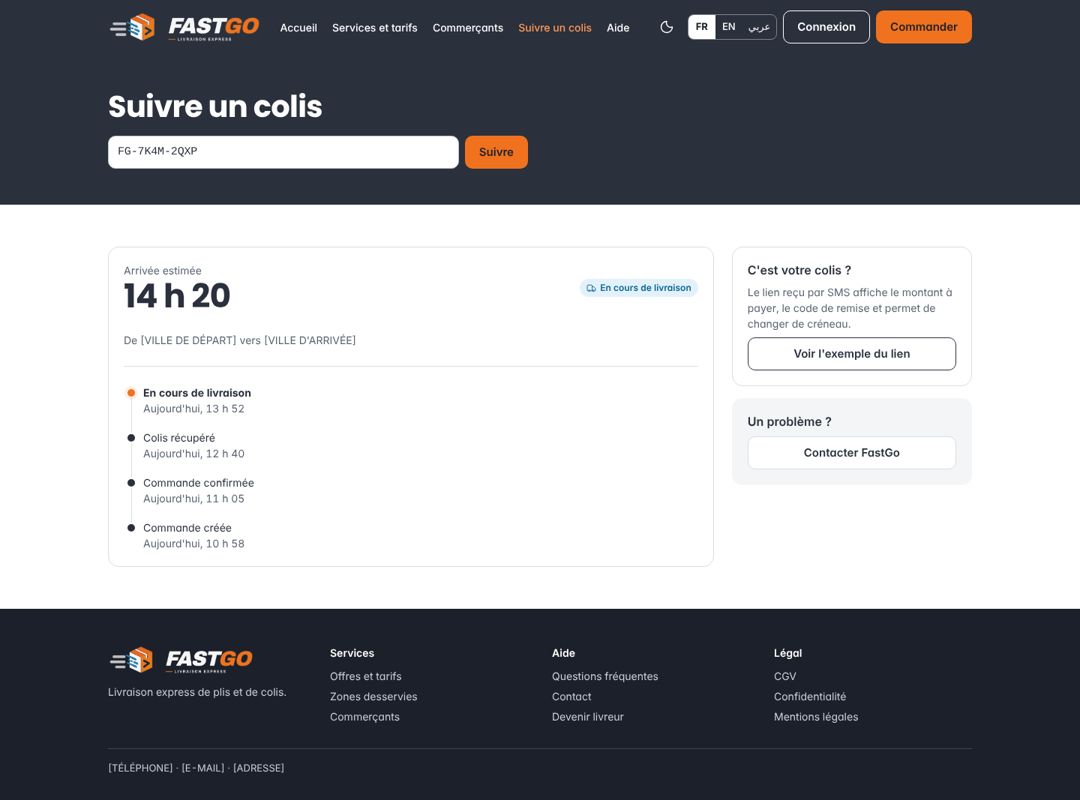 FASTGO
LIVRAISON EXPRESS
Accueil
Services et tarifs
Commerçants
Suivre un colis
Aide
FR
EN
عربي
Connexion
Commander
Suivre un colis
FG-7K4M-2QXP
Suivre
Arrivée estimée
14 h 20
En cours de livraison
De [VILLE DE DÉPART] vers [VILLE D'ARRIVÉE]
En cours de livraison
Aujourd'hui, 13 h 52
Colis récupéré
Aujourd'hui, 12 h 40
Commande confirmée
Aujourd'hui, 11 h 05
Commande créée
Aujourd'hui, 10 h 58
C'est votre colis ?
Le lien reçu par SMS affiche le montant à
payer, le code de remise et permet de
changer de créneau.
Voir l'exemple du lien
Un problème ?
Contacter FastGo
FASTGO
LIVRAISON EXPRESS
Livraison express de plis et de colis.
Services
Offres et tarifs
Zones desservies
Commerçants
Aide
Questions fréquentes
Contact
Devenir livreur
Légal
CGV
Confidentialité
Mentions légales
[TÉLÉPHONE] · [E-MAIL] · [ADRESSE]